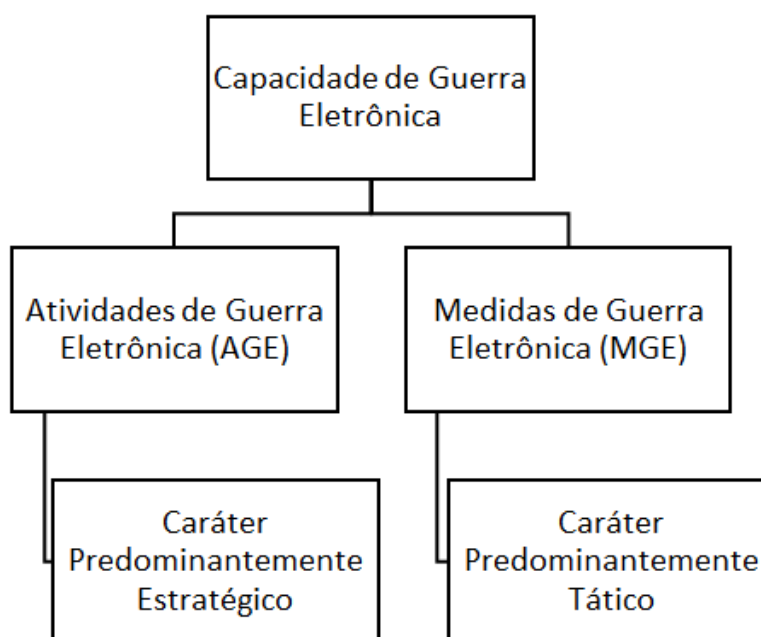 Capacidade de Guerra
Eletrônica
Atividades de Guerra
Eletrônica (AGE)
Medidas de Guerra
Eletrônica (MGE)
Caráter
Predominantemente
Estratégico
Caráter
Predominantemente
Tático